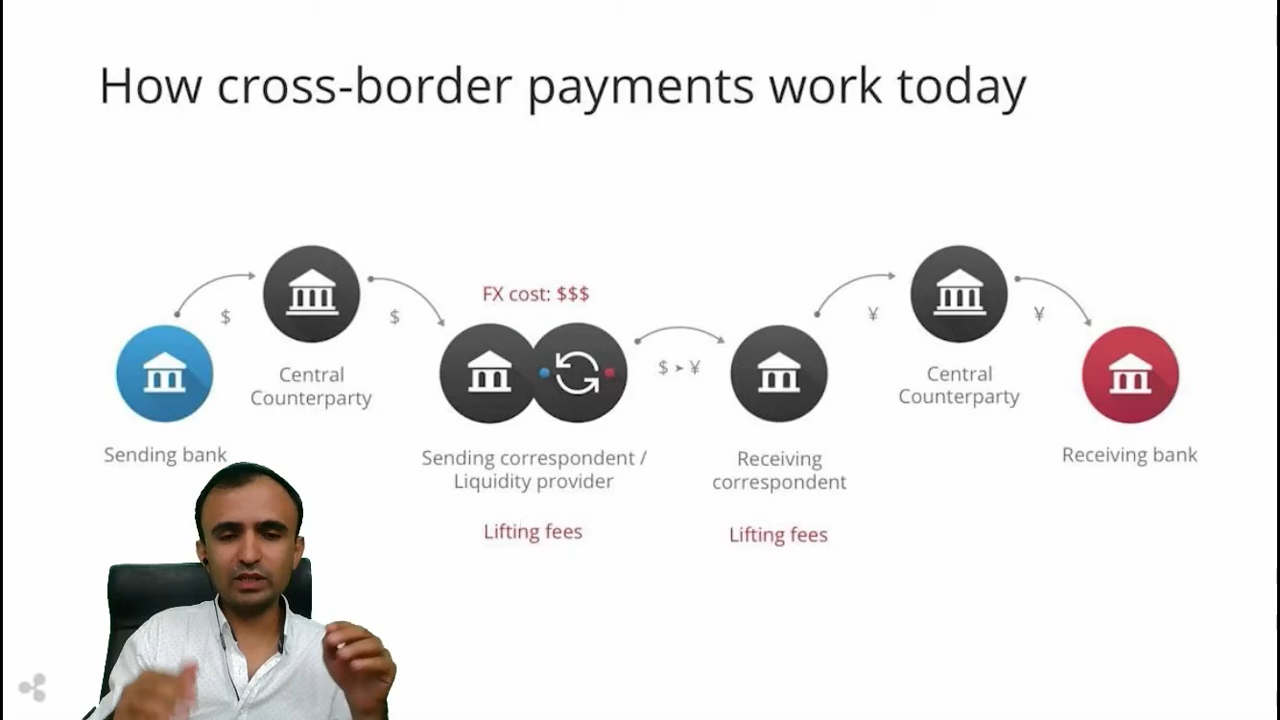 How cross-border payments work today
FX cost: $$$
$
$
$ ➤ ¥
¥
¥
Central
Counterparty
Central
Counterparty
Sending bank
Sending correspondent /
Liquidity provider
Receiving
correspondent
Receiving bank
Lifting fees
Lifting fees